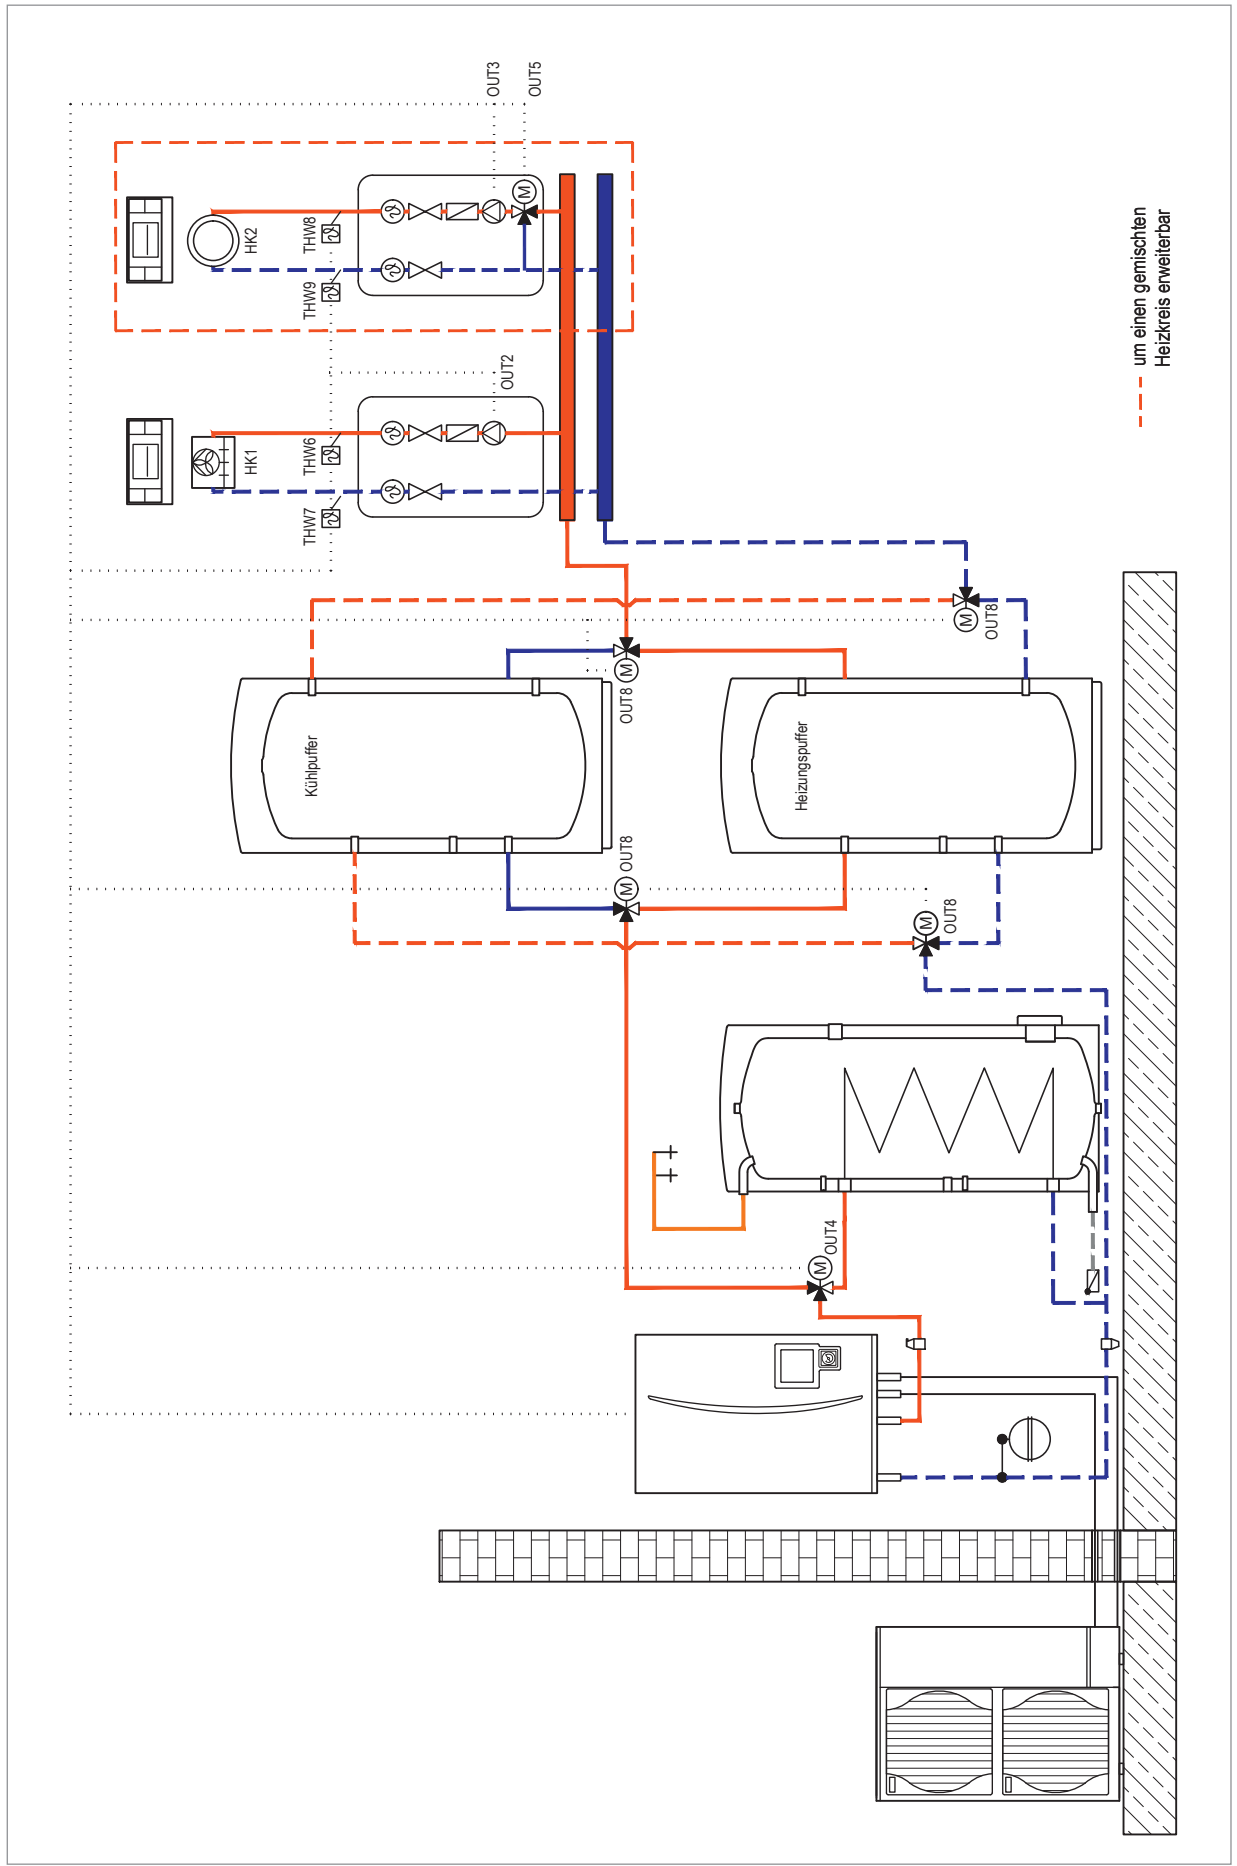 OUT3
OUT5
HK2
THW8
THW9
OUT2
HK1
THW6
THW7
um einen gemischten
Heizkreis erweiterbar
OUT8
OUT8
Kühlpuffer
Heizungspuffer
OUT8
OUT8
OUT4
M
M
M
M
M
M